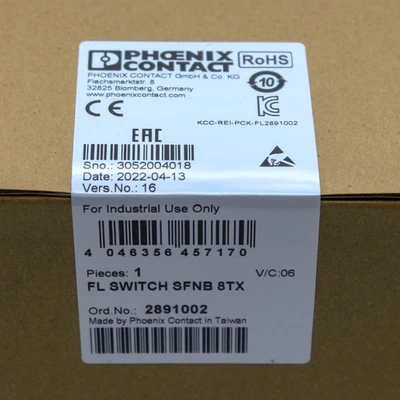 PHOENIX
CONTACT
RoHS
PHOENIX CONTACT GmbH & Co. KG
Flachsmarktstr. 8
32825 Blomberg, Germany
www.phoenixcontact.com
10
CE
KCC-REI-PCK-FL2891002
EAC
Sno.: 3052004018
Date: 2022-04-13
Vers.No.: 16
For Industrial Use Only
4 046356 457170
Pieces: 1
V/C:06
FL SWITCH SFNB 8TX
Ord.No.: 2891002
Made by Phoenix Contact in Taiwan